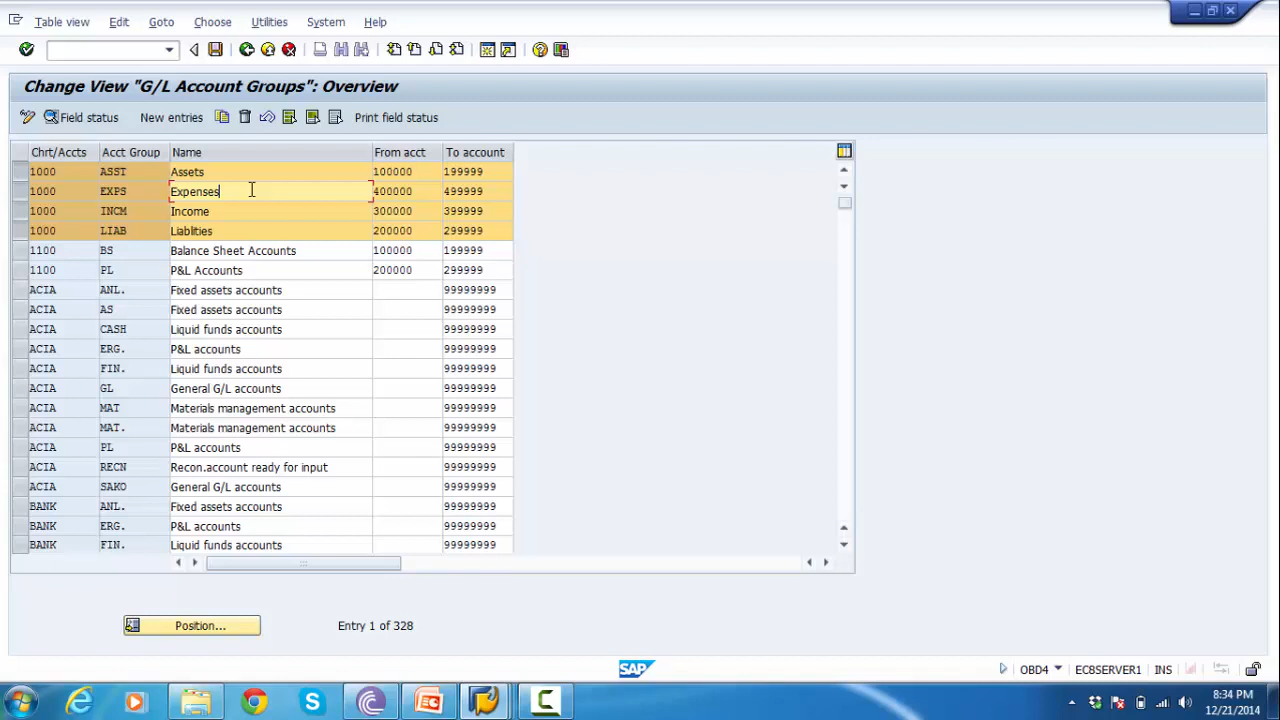 Table view Edit Goto Choose Utilities System Help
Change View "G/L Account Groups": Overview
Field status New entries Print field status
Chrt/Accts Acct Group Name From acct To account
1000 ASST Assets 100000 199999
1000 EXPS Expenses 400000 499999
1000 INCM Income 300000 399999
1000 LIAB Liablities 200000 299999
1100 BS Balance Sheet Accounts 100000 199999
1100 PL P&L Accounts 200000 299999
ACIA ANL. Fixed assets accounts 99999999
ACIA AS Fixed assets accounts 99999999
ACIA CASH Liquid funds accounts 99999999
ACIA ERG. P&L accounts 99999999
ACIA FIN. Liquid funds accounts 99999999
ACIA GL General G/L accounts 99999999
ACIA MAT Materials management accounts 99999999
ACIA MAT. Materials management accounts 99999999
ACIA PL P&L accounts 99999999
ACIA RECN Recon.account ready for input 99999999
ACIA SAKO General G/L accounts 99999999
BANK ANL. Fixed assets accounts 99999999
BANK ERG. P&L accounts 99999999
BANK FIN. Liquid funds accounts 99999999
Position... Entry 1 of 328
SAP OBD4 EC8SERVER1 INS
8:34 PM
12/21/2014